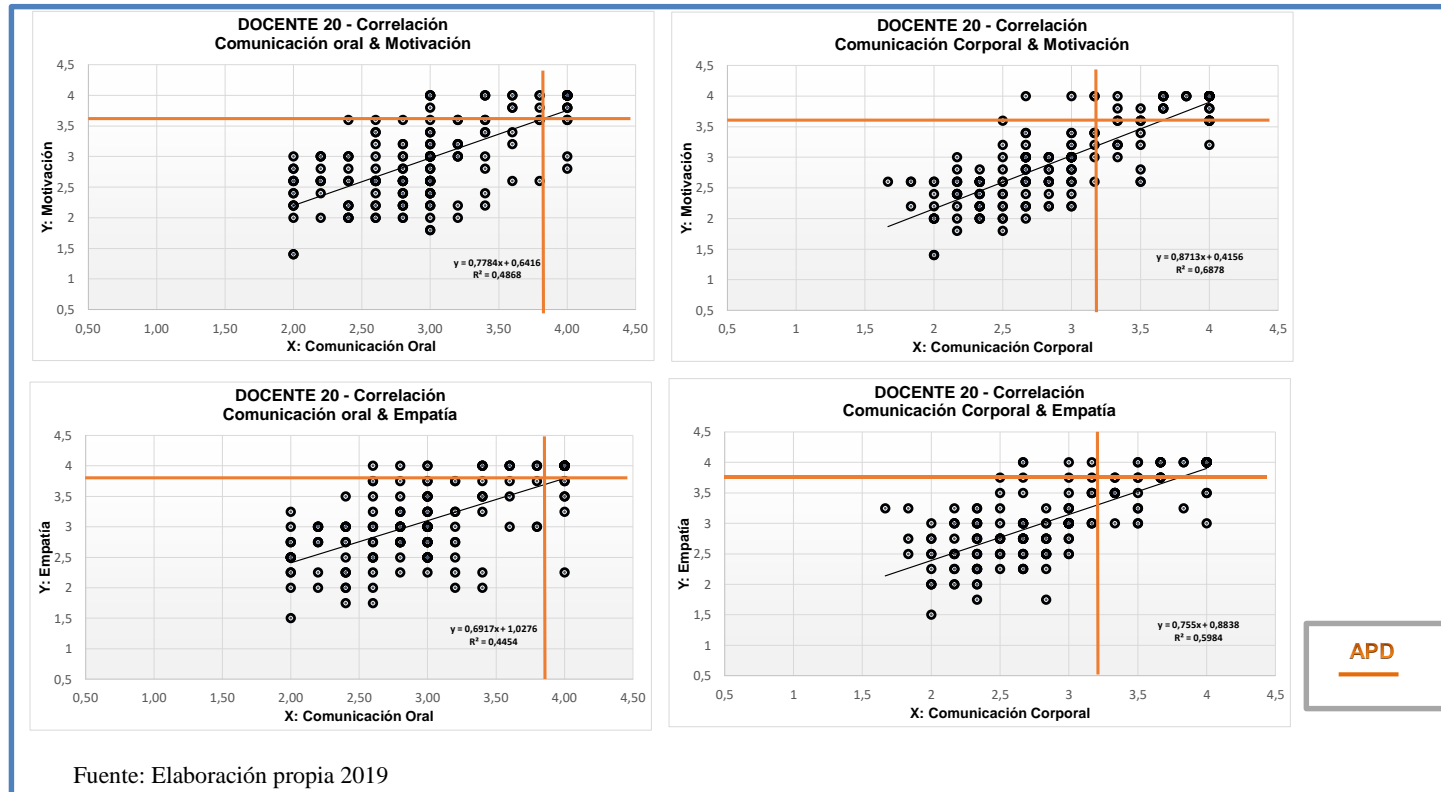 DOCENTE 20 - Correlación
Comunicación oral & Motivación
4,5
4
3,5
3
2,5
2
1,5
1
0,5
Y: Motivación
y = 0,7784x + 0,6416
R² = 0,4868
0,50 1,00 1,50 2,00 2,50 3,00 3,50 4,00 4,50
X: Comunicación Oral
DOCENTE 20 - Correlación
Comunicación Corporal & Motivación
4,5
4
3,5
3
2,5
2
1,5
1
0,5
Y: Motivación
y = 0,8713x + 0,4156
R² = 0,6878
0,5 1 1,5 2 2,5 3 3,5 4 4,5
X: Comunicación Corporal
DOCENTE 20 - Correlación
Comunicación oral & Empatía
4,5
4
3,5
3
2,5
2
1,5
1
0,5
Y: Empatía
y = 0,6917x + 1,0276
R² = 0,4454
0,50 1,00 1,50 2,00 2,50 3,00 3,50 4,00 4,50
X: Comunicación Oral
DOCENTE 20 - Correlación
Comunicación Corporal & Empatía
4,5
4
3,5
3
2,5
2
1,5
1
0,5
Y: Empatía
y = 0,755x + 0,8838
R² = 0,5984
0,5 1 1,5 2 2,5 3 3,5 4 4,5
X: Comunicación Corporal
APD
Fuente: Elaboración propia 2019